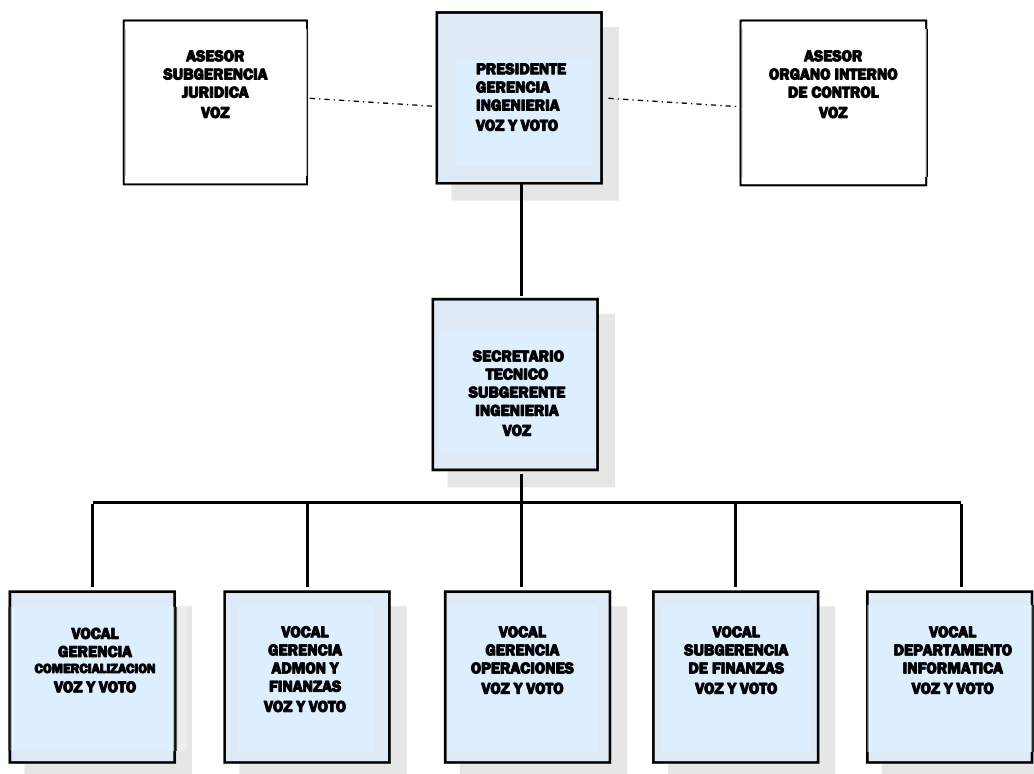 ASESOR
SUBGERENCIA
JURIDICA
VOZ
PRESIDENTE
GERENCIA
INGENIERIA
VOZ Y VOTO
ASESOR
ORGANO INTERNO
DE CONTROL
VOZ
SECRETARIO
TECNICO
SUBGERENTE
INGENIERIA
VOZ
VOCAL
GERENCIA
COMERCIALIZACION
VOZ Y VOTO
VOCAL
GERENCIA
ADMON Y
FINANZAS
VOZ Y VOTO
VOCAL
GERENCIA
OPERACIONES
VOZ Y VOTO
VOCAL
SUBGERENCIA
DE FINANZAS
VOZ Y VOTO
VOCAL
DEPARTAMENTO
INFORMATICA
VOZ Y VOTO